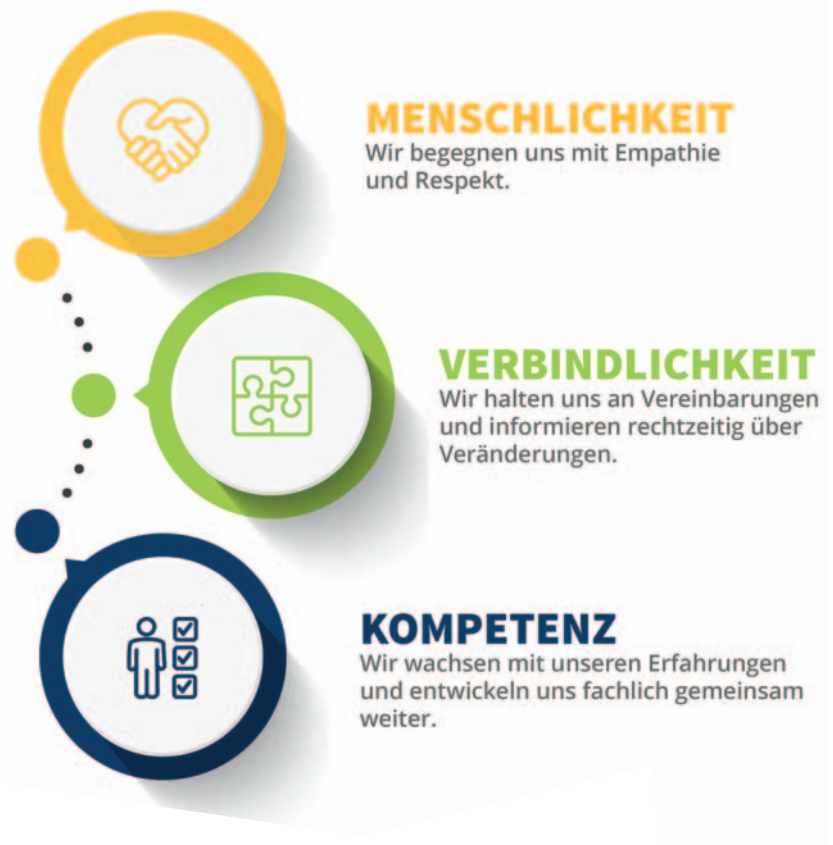 MENSCHLICHKEIT
Wir begegnen uns mit Empathie
und Respekt.
VERBINDLICHKEIT
Wir halten uns an Vereinbarungen
und informieren rechtzeitig über
Veränderungen.
KOMPETENZ
Wir wachsen mit unseren Erfahrungen
und entwickeln uns fachlich gemeinsam
weiter.